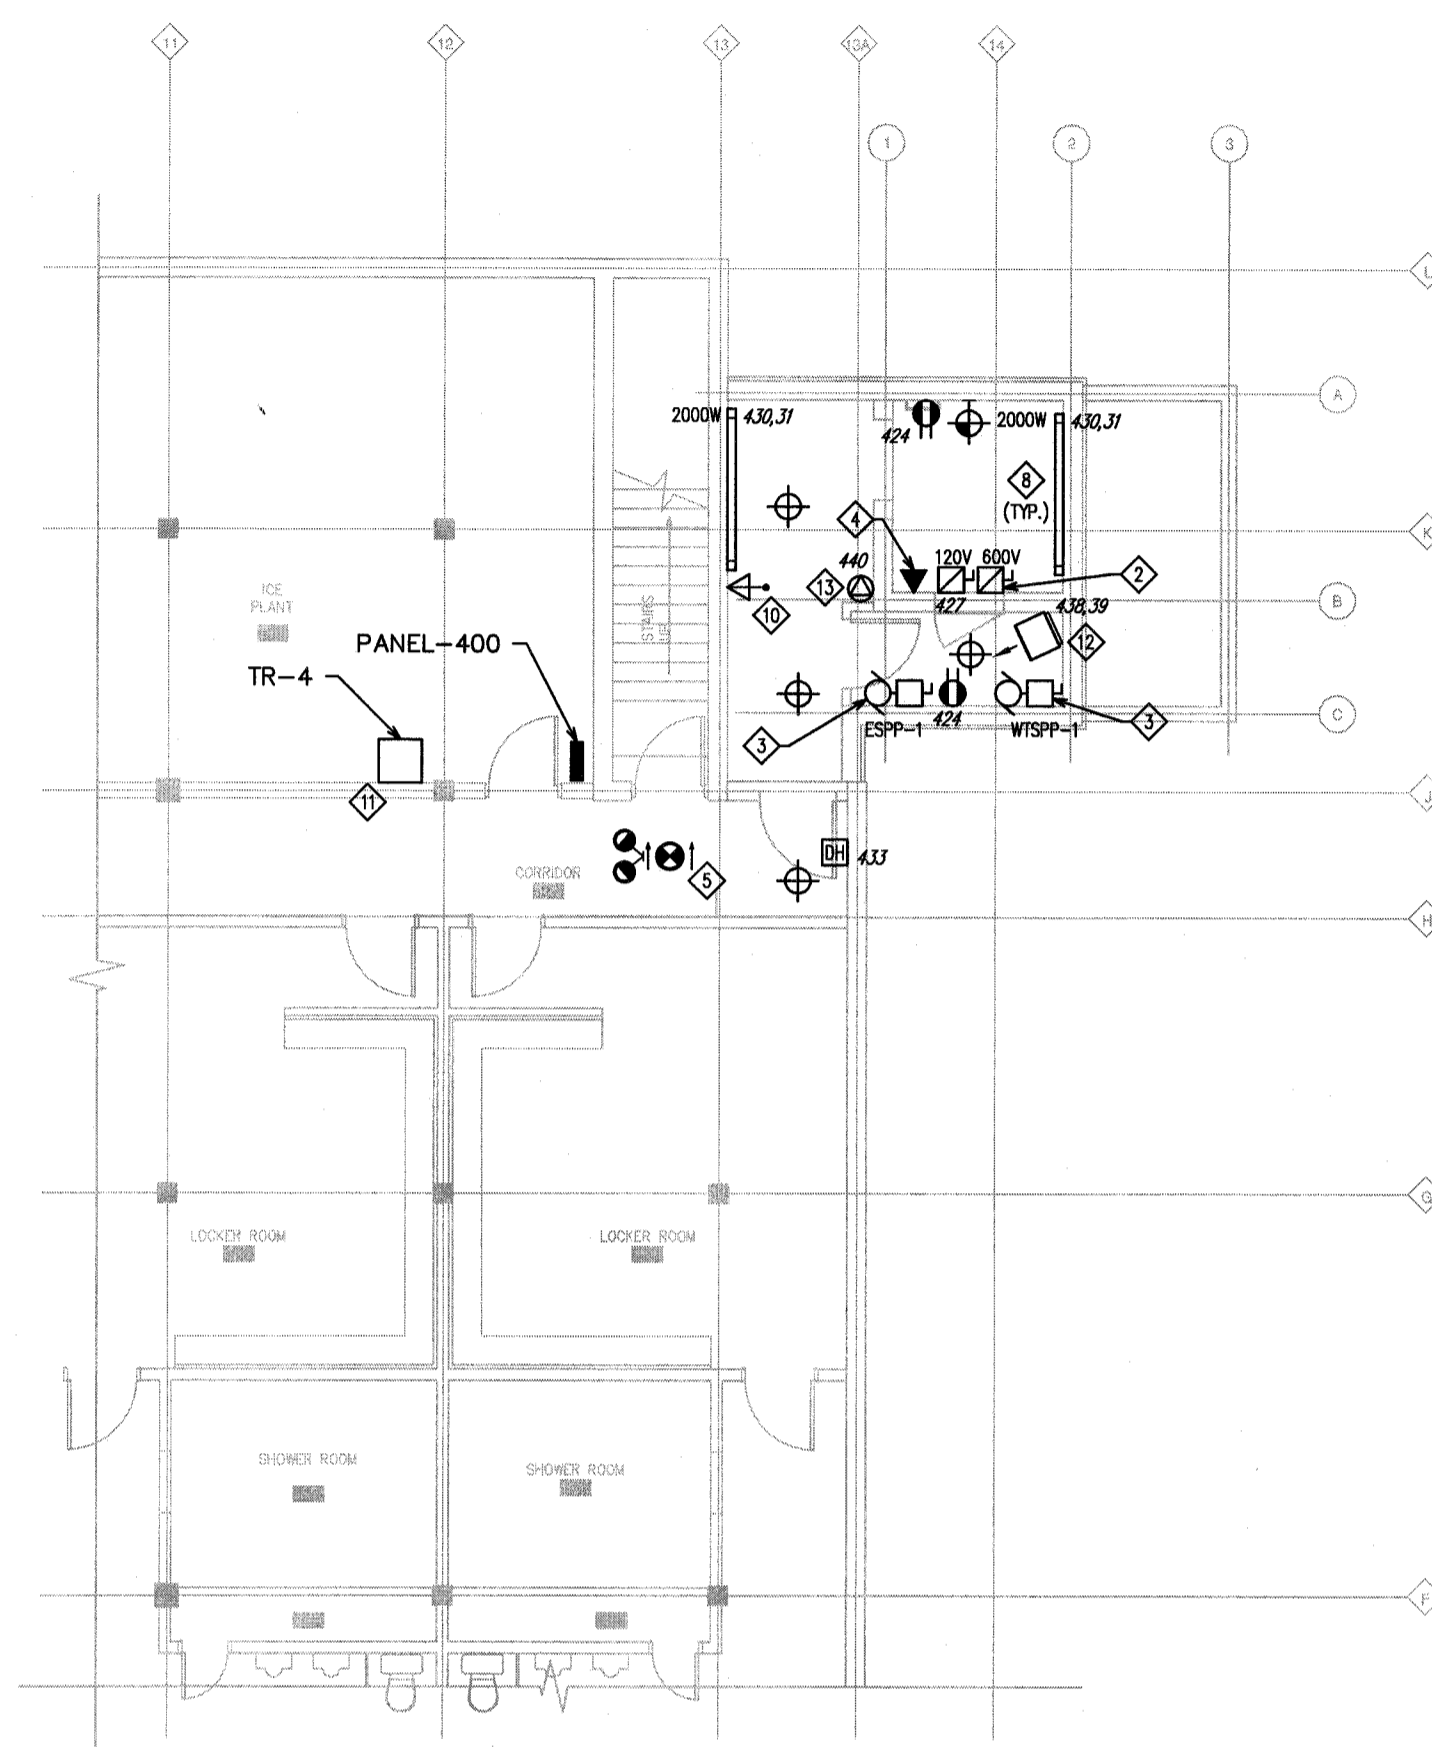 11
12
13
13A
14
1
2
3
L
A
2000W
430,31
424
2000W
430,31
8
(TYP.)
4
K
440
120V 600V
13
2
10
427
438,39
B
ICE
PLANT
STAIRS
UP
12
PANEL-400
TR-4
3
ESPP-1
424
WTSPP-1
3
C
11
J
DH
433
5
CORRIDOR
H
G
LOCKER ROOM
LOCKER ROOM
SHOWER ROOM
SHOWER ROOM
F